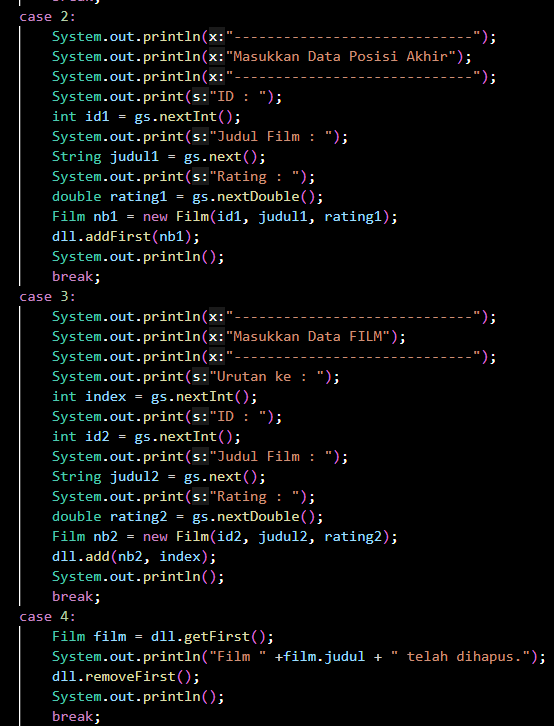 break;
case 2:
System.out.println(x:"-----------------------------");
System.out.println(x:"Masukkan Data Posisi Akhir");
System.out.println(x:"-----------------------------");
System.out.print(s:"ID : ");
int id1 = gs.nextInt();
System.out.print(s:"Judul Film : ");
String judul1 = gs.next();
System.out.print(s:"Rating : ");
double rating1 = gs.nextDouble();
Film nb1 = new Film(id1, judul1, rating1);
dll.addFirst(nb1);
System.out.println();
break;
case 3:
System.out.println(x:"-----------------------------");
System.out.println(x:"Masukkan Data FILM");
System.out.println(x:"-----------------------------");
System.out.print(s:"Urutan ke : ");
int index = gs.nextInt();
System.out.print(s:"ID : ");
int id2 = gs.nextInt();
System.out.print(s:"Judul Film : ");
String judul2 = gs.next();
System.out.print(s:"Rating : ");
double rating2 = gs.nextDouble();
Film nb2 = new Film(id2, judul2, rating2);
dll.add(nb2, index);
System.out.println();
break;
case 4:
Film film = dll.getFirst();
System.out.println("Film " +film.judul + " telah dihapus.");
dll.removeFirst();
System.out.println();
break;